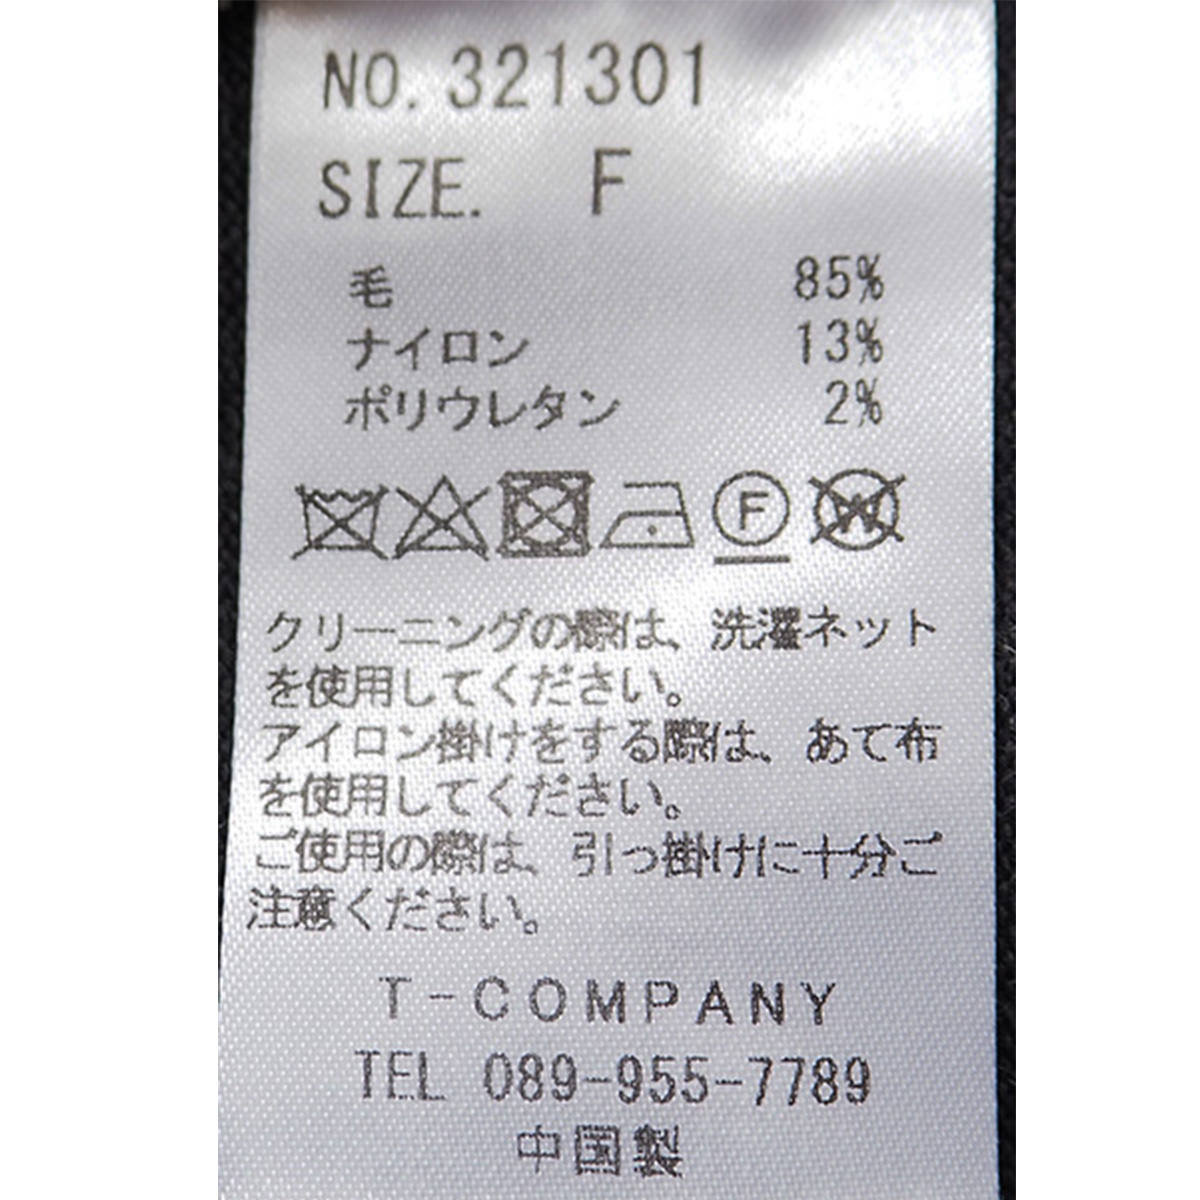 NO. 321301
SIZE. F
毛 85%
ナイロン 13%
ポリウレタン 2%
F W
クリーニングの際は、洗濯ネット
を使用してください。
アイロン掛けをする際は、あて布
を使用してください。
ご使用の際は、引っ掛けに十分ご
注意ください。
T-COMPANY
TEL 089-955-7789
中国製